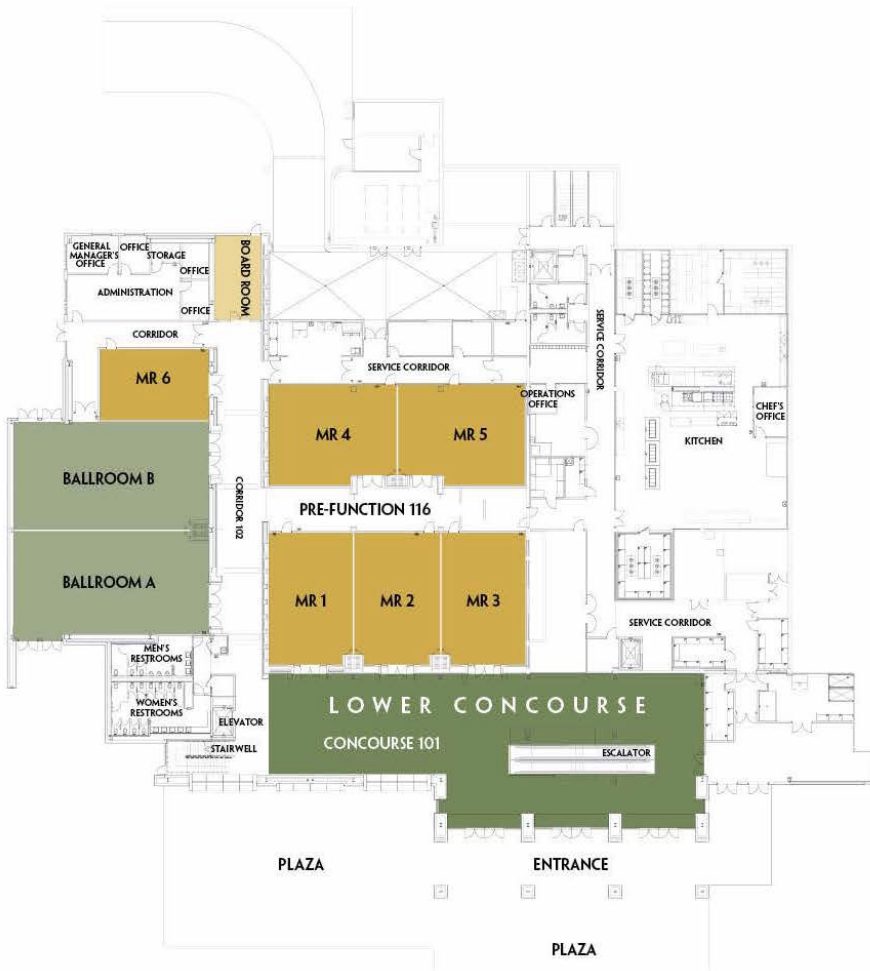 GENERAL
MANAGER'S
OFFICE
OFFICE
STORAGE
OFFICE
ADMINISTRATION
OFFICE
BOARD ROOM
CORRIDOR
SERVICE CORRIDOR
SERVICE CORRIDOR
MR 6
MR 4
MR 5
OPERATIONS
OFFICE
CHEF'S
OFFICE
KITCHEN
BALLROOM B
CORRIDOR 102
PRE-FUNCTION 116
BALLROOM A
MR 1
MR 2
MR 3
SERVICE CORRIDOR
MEN'S
RESTROOMS
WOMEN'S
RESTROOMS
ELEVATOR
STAIRWELL
LOWER CONCOURSE
CONCOURSE 101
ESCALATOR
PLAZA
ENTRANCE
PLAZA